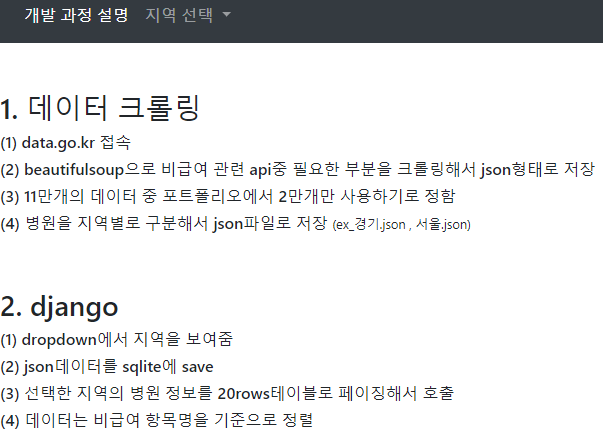 개발 과정 설명 지역 선택
1. 데이터 크롤링
(1) data.go.kr 접속
(2) beautifulsoup으로 비급여 관련 api중 필요한 부분을 크롤링해서 json형태로 저장
(3) 11만개의 데이터 중 포트폴리오에서 2만개만 사용하기로 정함
(4) 병원을 지역별로 구분해서 json파일로 저장 (ex_경기.json , 서울.json)
2. django
(1) dropdown에서 지역을 보여줌
(2) json데이터를 sqlite에 save
(3) 선택한 지역의 병원 정보를 20rows테이블로 페이징해서 호출
(4) 데이터는 비급여 항목명을 기준으로 정렬